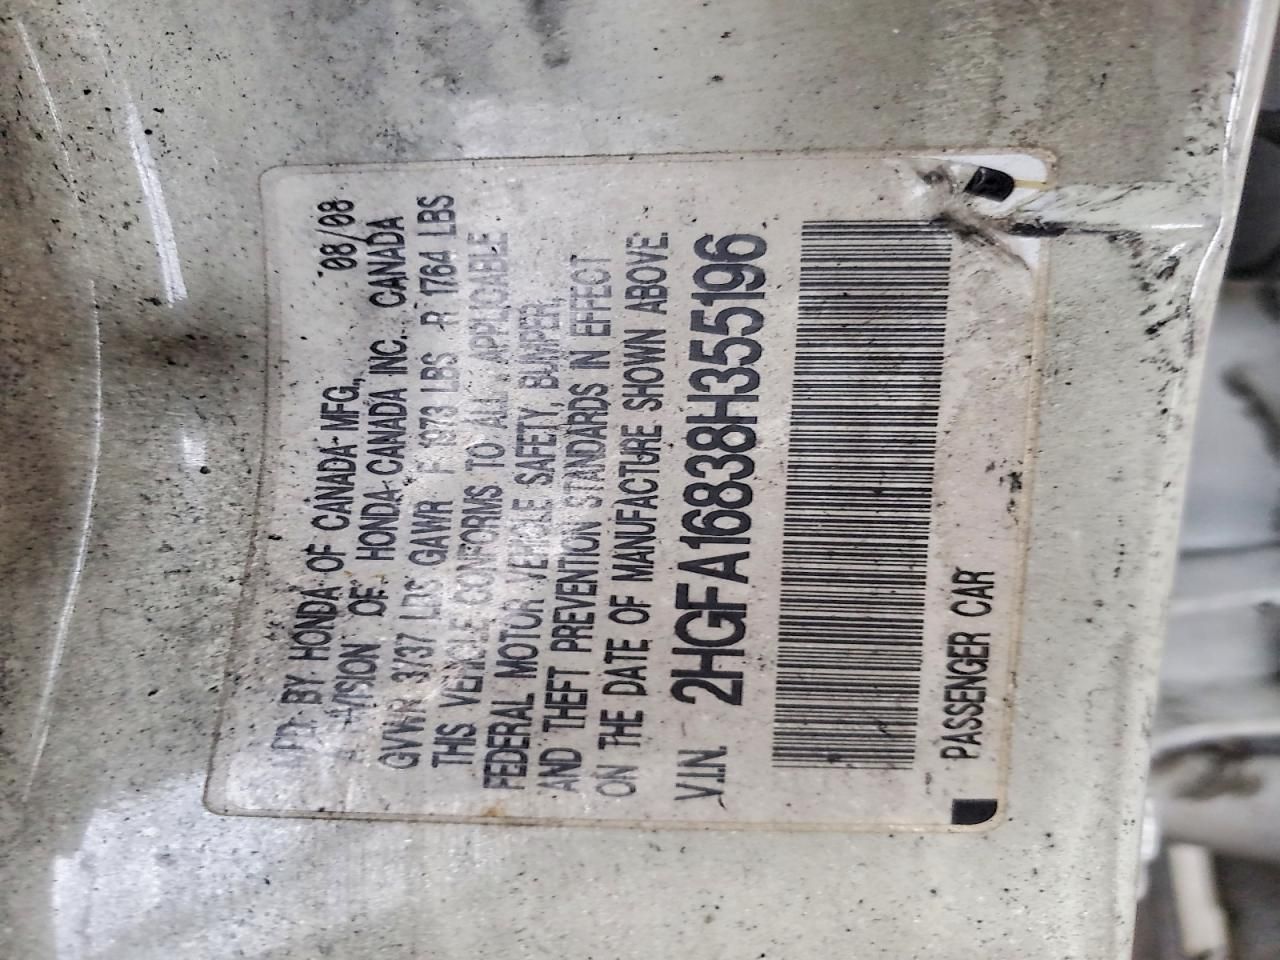 BY HONDA OF CANADA MFG., 08/08
OF HONDA CANADA INC., CANADA
GVWR 3737 LBS GAWR F 1973 LBS R 1764 LBS
THS VEHICLE CONFORMS TO ALL APPLICABLE
FEDERAL MOTOR VEHICLE SAFETY, BUMPER,
AND THEFT PREVENTION STANDARDS IN EFFECT
ON THE DATE OF MANUFACTURE SHOWN ABOVE.
V.I.N. 2HGFA16838H355196
PASSENGER CAR